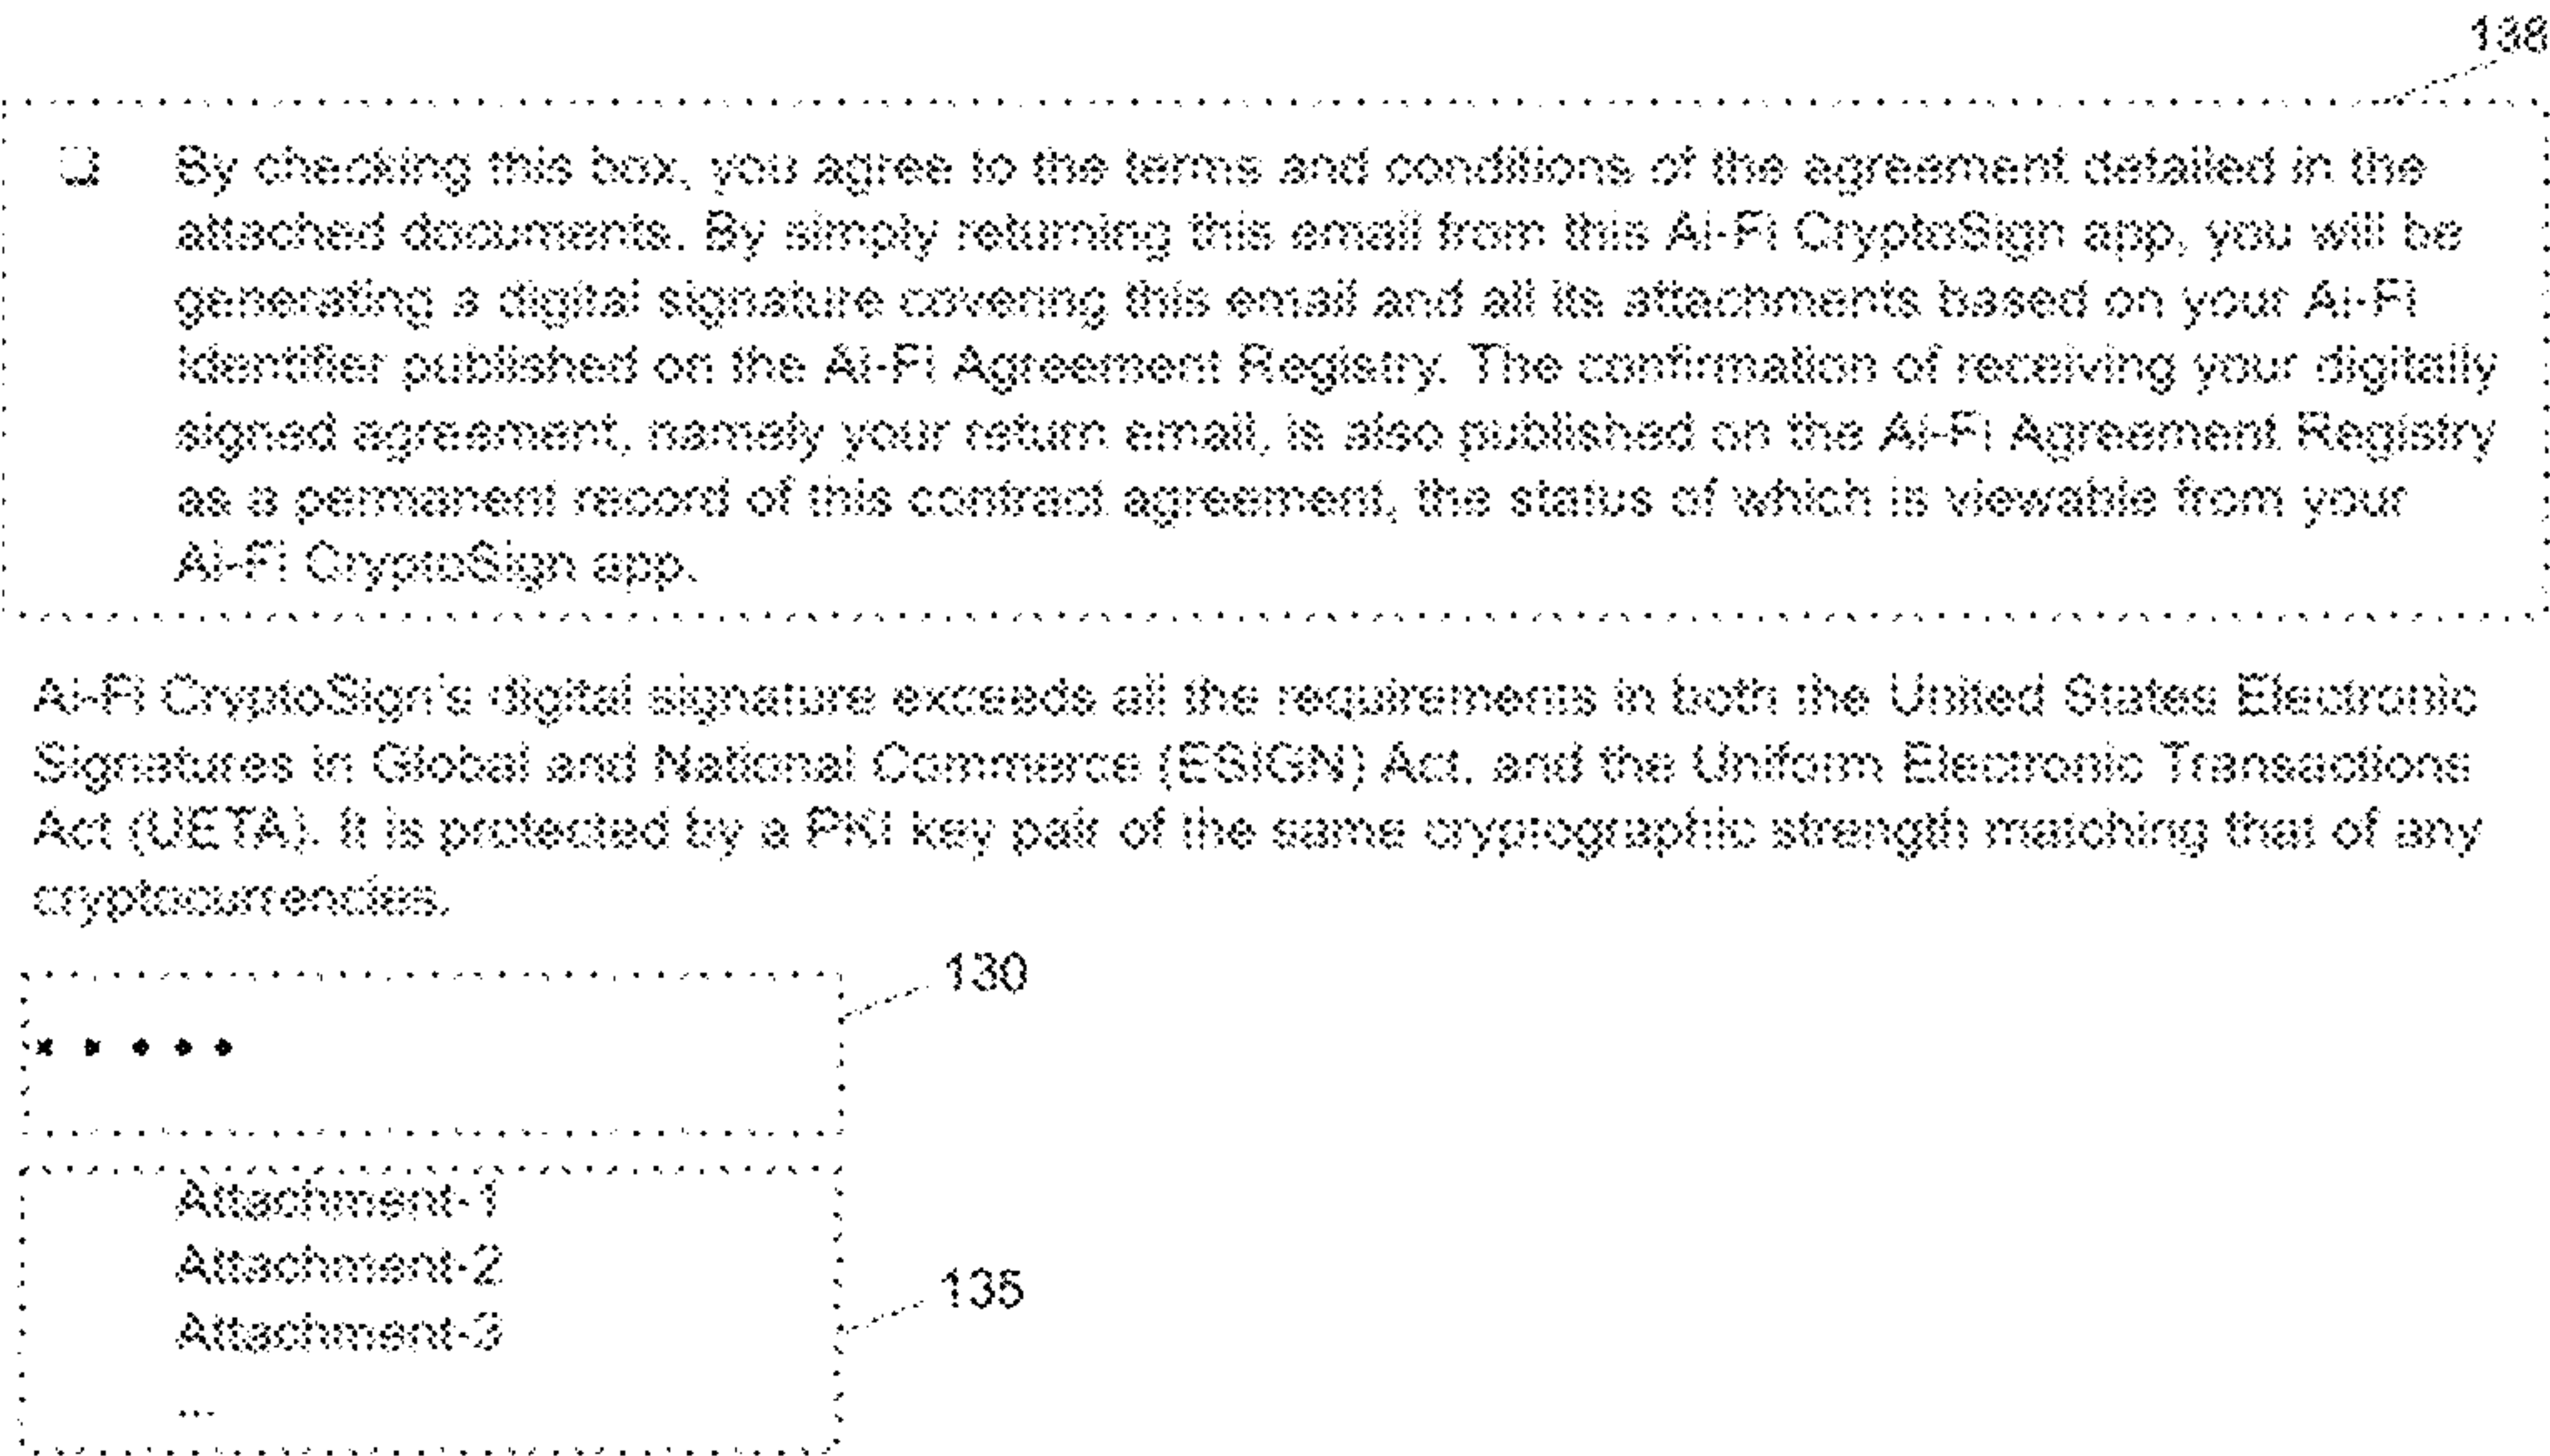 138
❑ By checking this box, you agree to the terms and conditions of the agreement detailed in the
attached documents. By simply returning this email from this Ai-Fi CryptoSign app, you will be
generating a digital signature covering this email and all its attachments based on your Ai-Fi
identifier published on the Ai-Fi Agreement Registry. The confirmation of receiving your digitally
signed agreement, namely your return email, is also published on the Ai-Fi Agreement Registry
as a permanent record of this contract agreement, the status of which is viewable from your
Ai-Fi CryptoSign app.
Ai-Fi CryptoSign's digital signature exceeds all the requirements in both the United States Electronic
Signatures in Global and National Commerce (ESIGN) Act, and the Uniform Electronic Transactions
Act (UETA). It is protected by a PKI key pair of the same cryptographic strength matching that of any
cryptocurrencies.
130
• • • • •
Attachment-1
Attachment-2
Attachment-3
135
...